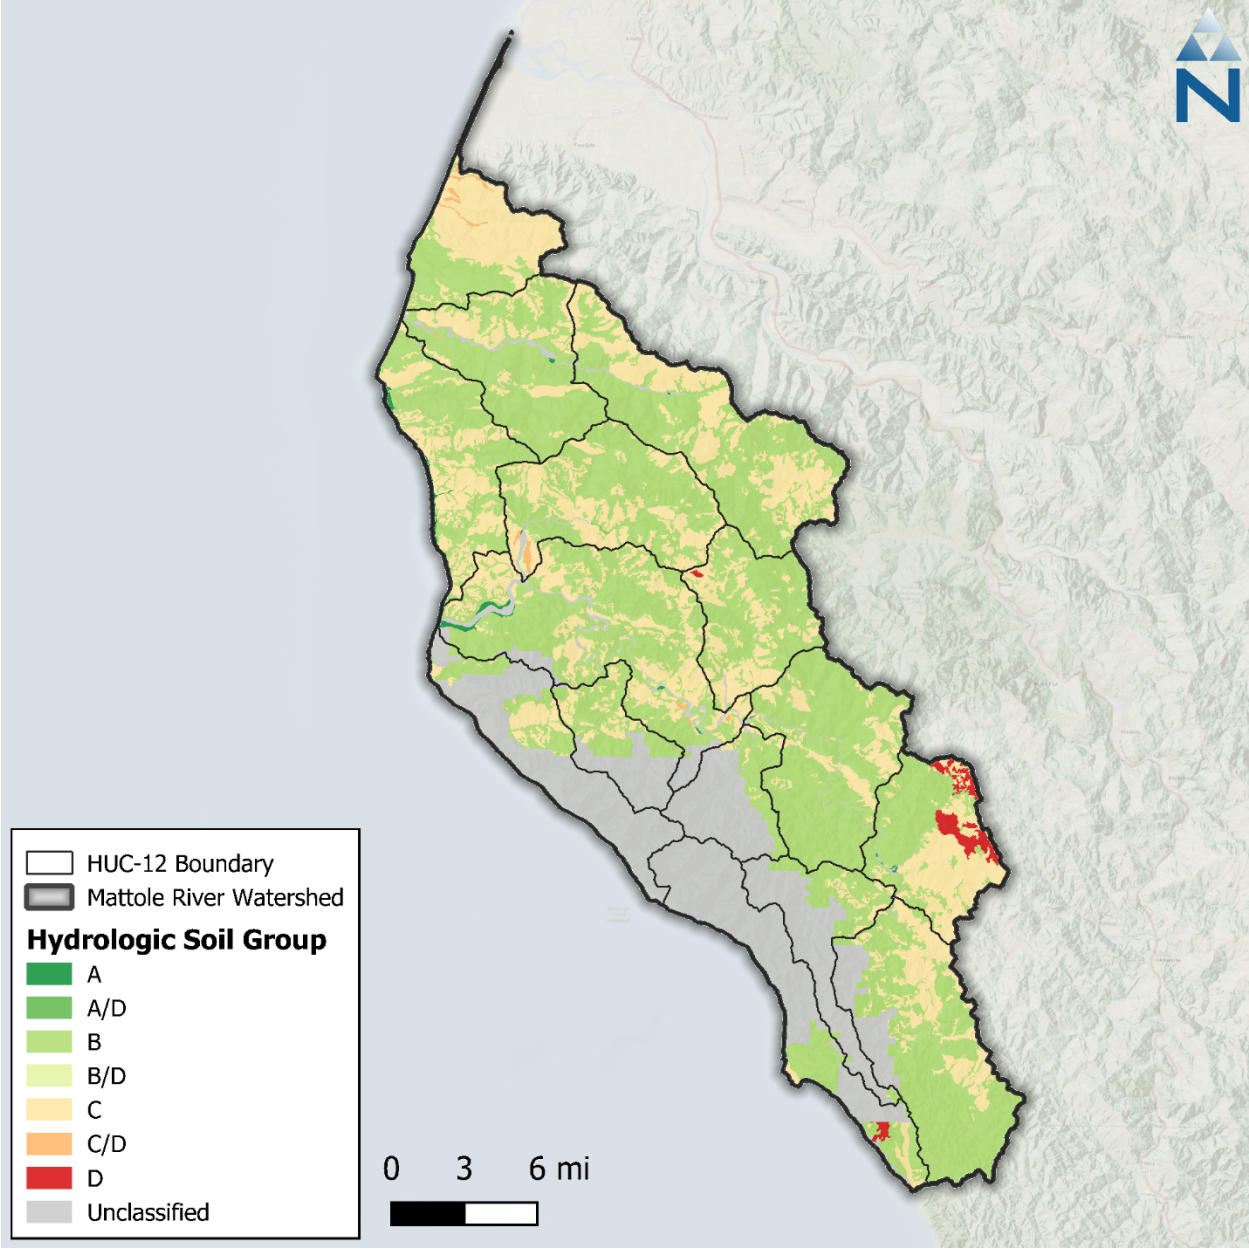 N
HUC-12 Boundary
Mattole River Watershed
Hydrologic Soil Group
A
A/D
B
B/D
C
C/D
D
Unclassified
0 3 6 mi